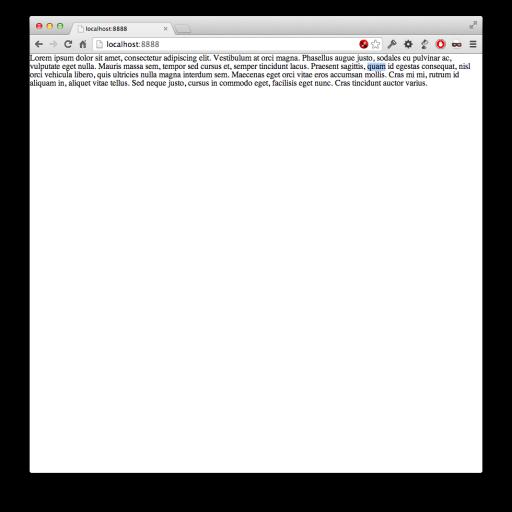 localhost:8888
localhost:8888
Lorem ipsum dolor sit amet, consectetur adipiscing elit. Vestibulum at orci magna. Phasellus augue justo, sodales eu pulvinar ac,
vulputate eget nulla. Mauris massa sem, tempor sed cursus et, semper tincidunt lacus. Praesent sagittis, quam id egestas consequat, nisl
orci vehicula libero, quis ultricies nulla magna interdum sem. Maecenas eget orci vitae eros accumsan mollis. Cras mi mi, rutrum id
aliquam in, aliquet vitae tellus. Sed neque justo, cursus in commodo eget, facilisis eget nunc. Cras tincidunt auctor varius.